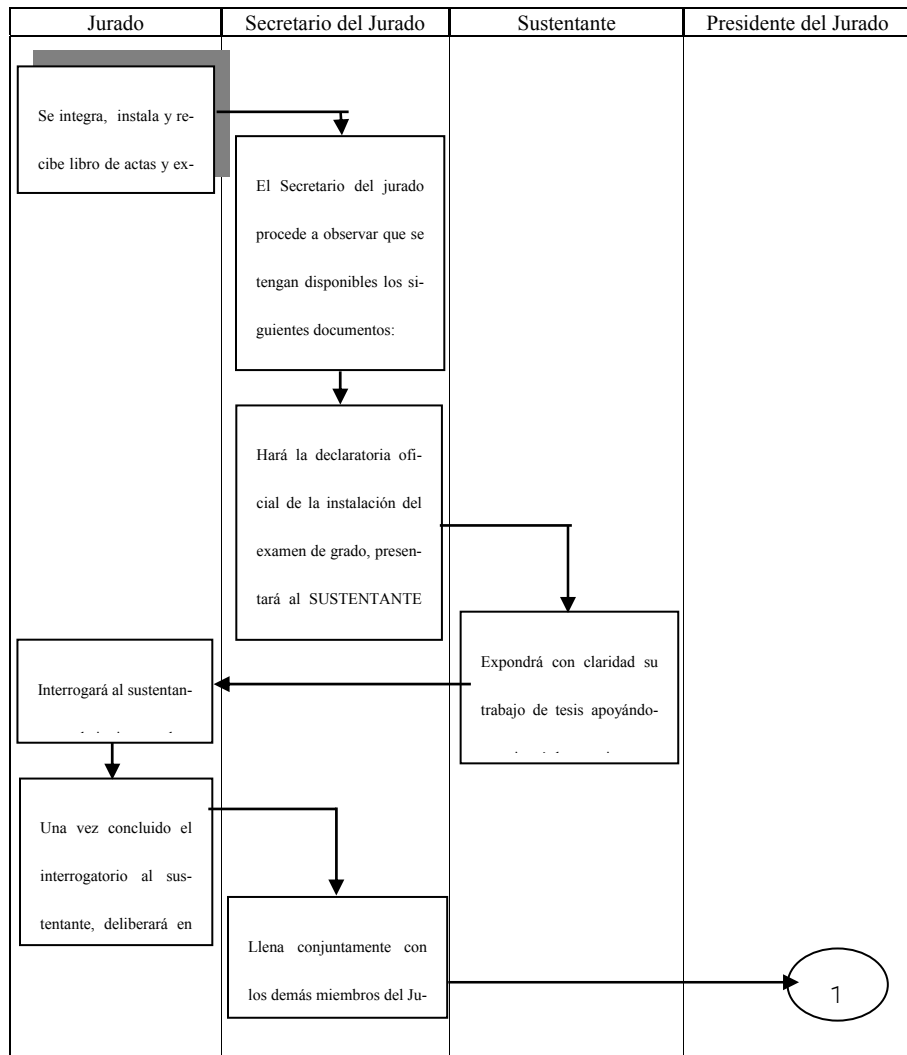 Jurado
Secretario del Jurado
Sustentante
Presidente del Jurado
Se integra, instala y re-
cibe libro de actas y ex-
El Secretario del jurado
procede a observar que se
tengan disponibles los si-
guientes documentos:
Hará la declaratoria ofi-
cial de la instalación del
examen de grado, presen-
tará al SUSTENTANTE
Expondrá con claridad su
trabajo de tesis apoyándo-
Interrogará al sustentan-
Una vez concluido el
interrogatorio al sus-
tentante, deliberará en
Llena conjuntamente con
los demás miembros del Ju-
1